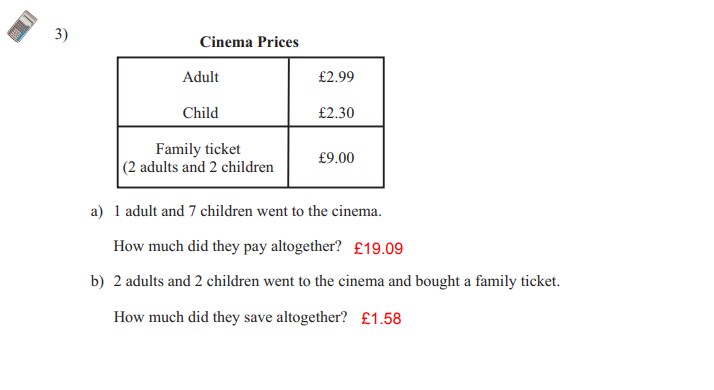 3)
Cinema Prices
Adult £2.99
Child £2.30
Family ticket
(2 adults and 2 children £9.00
a) 1 adult and 7 children went to the cinema.
How much did they pay altogether? £19.09
b) 2 adults and 2 children went to the cinema and bought a family ticket.
How much did they save altogether? £1.58